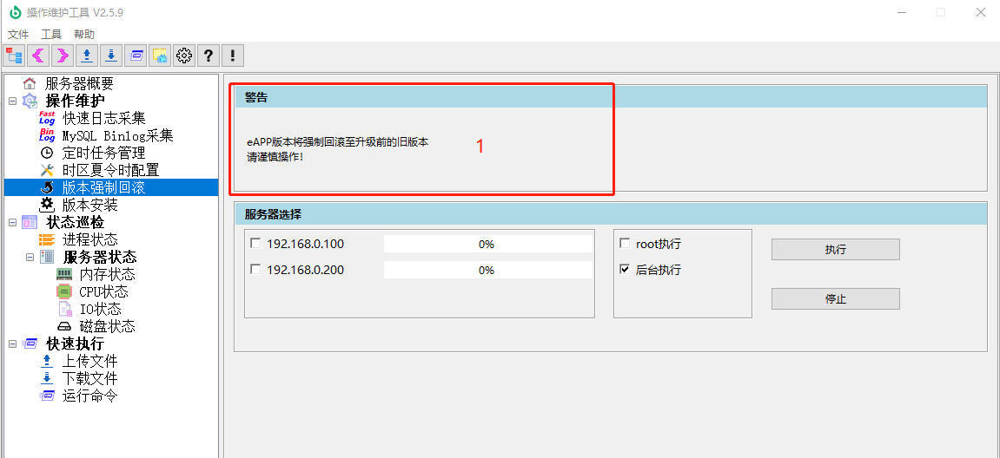 操作维护工具 V2.5.9
文件 工具 帮助
服务器概要
操作维护
Fast Log 快速日志采集
Bin Log MySQL Binlog采集
定时任务管理
时区夏令时配置
版本强制回滚
版本安装
状态巡检
进程状态
服务器状态
内存状态
CPU状态
IO状态
磁盘状态
快速执行
上传文件
下载文件
运行命令
警告
eAPP版本将强制回滚至升级前的旧版本
请谨慎操作!
1
服务器选择
192.168.0.100 0%
192.168.0.200 0%
root执行
后台执行
执行
停止